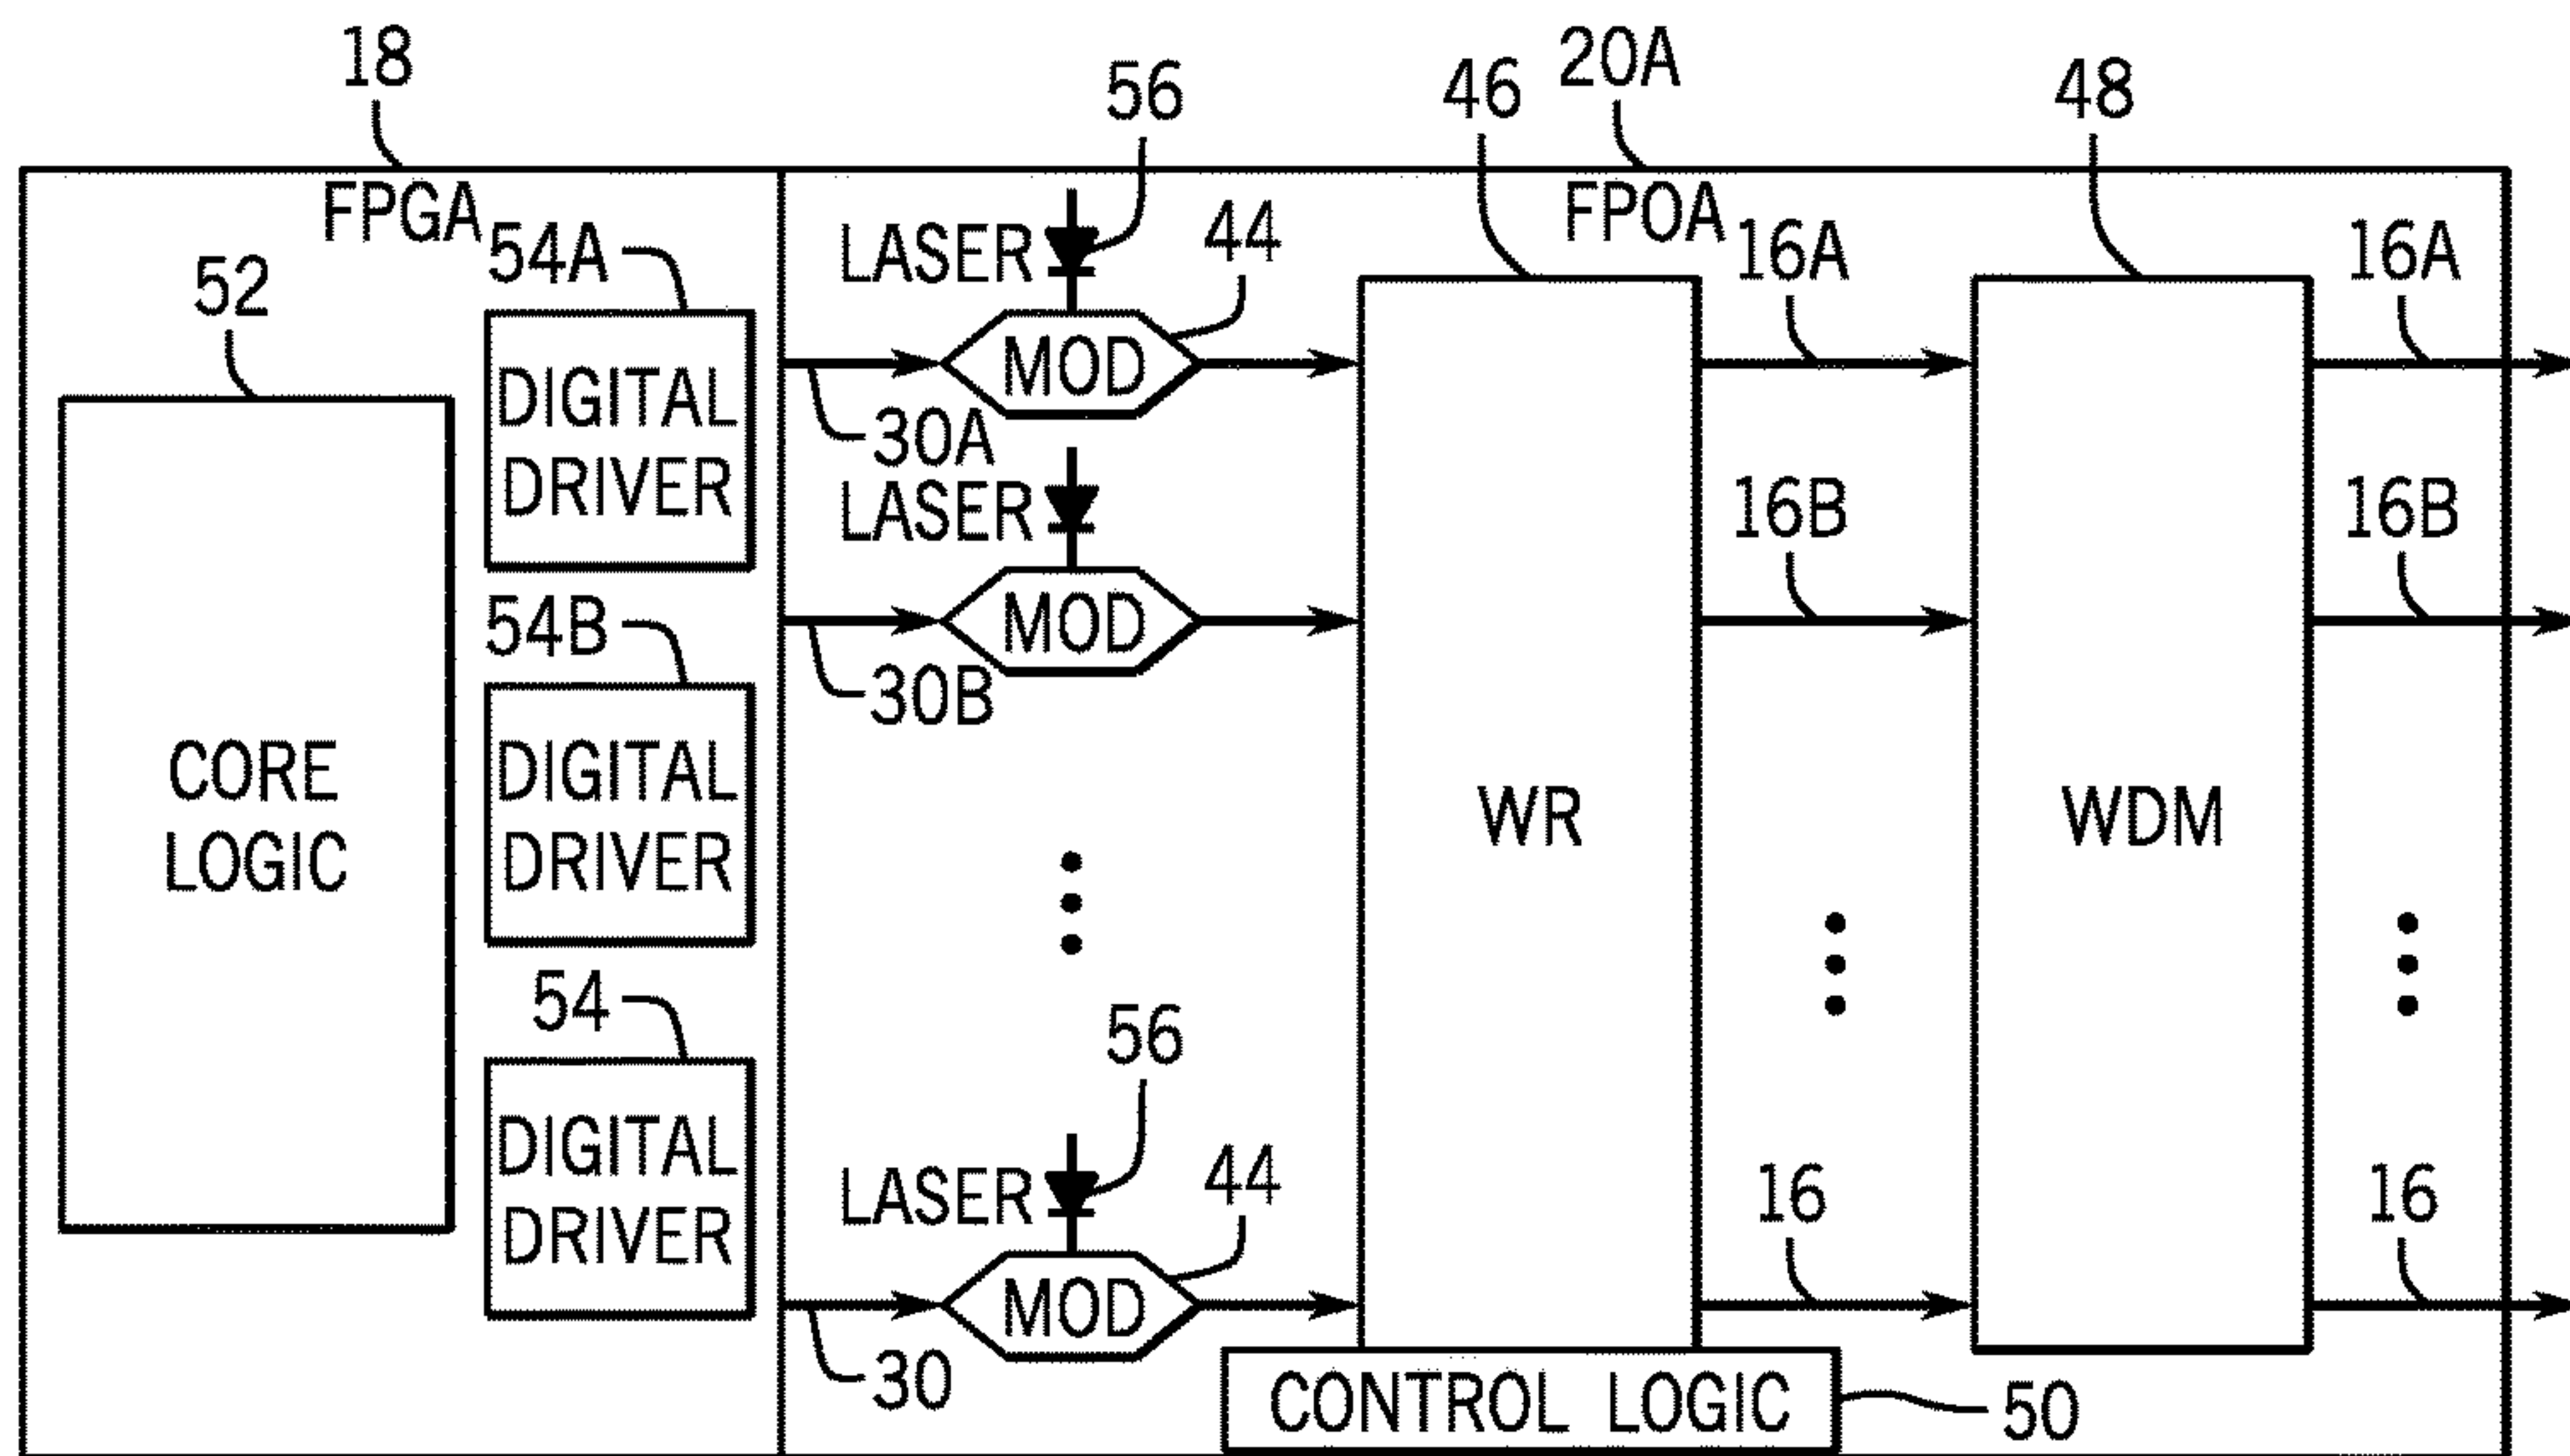 18
56
46
20A
48
FPGA
FPOA
52
54A
LASER
44
16A
16A
DIGITAL
DRIVER
MOD
30A
LASER
16B
16B
54B
MOD
30B
CORE
LOGIC
DIGITAL
DRIVER
WR
WDM
54
56
DIGITAL
DRIVER
LASER
44
16
16
MOD
30
CONTROL LOGIC
50